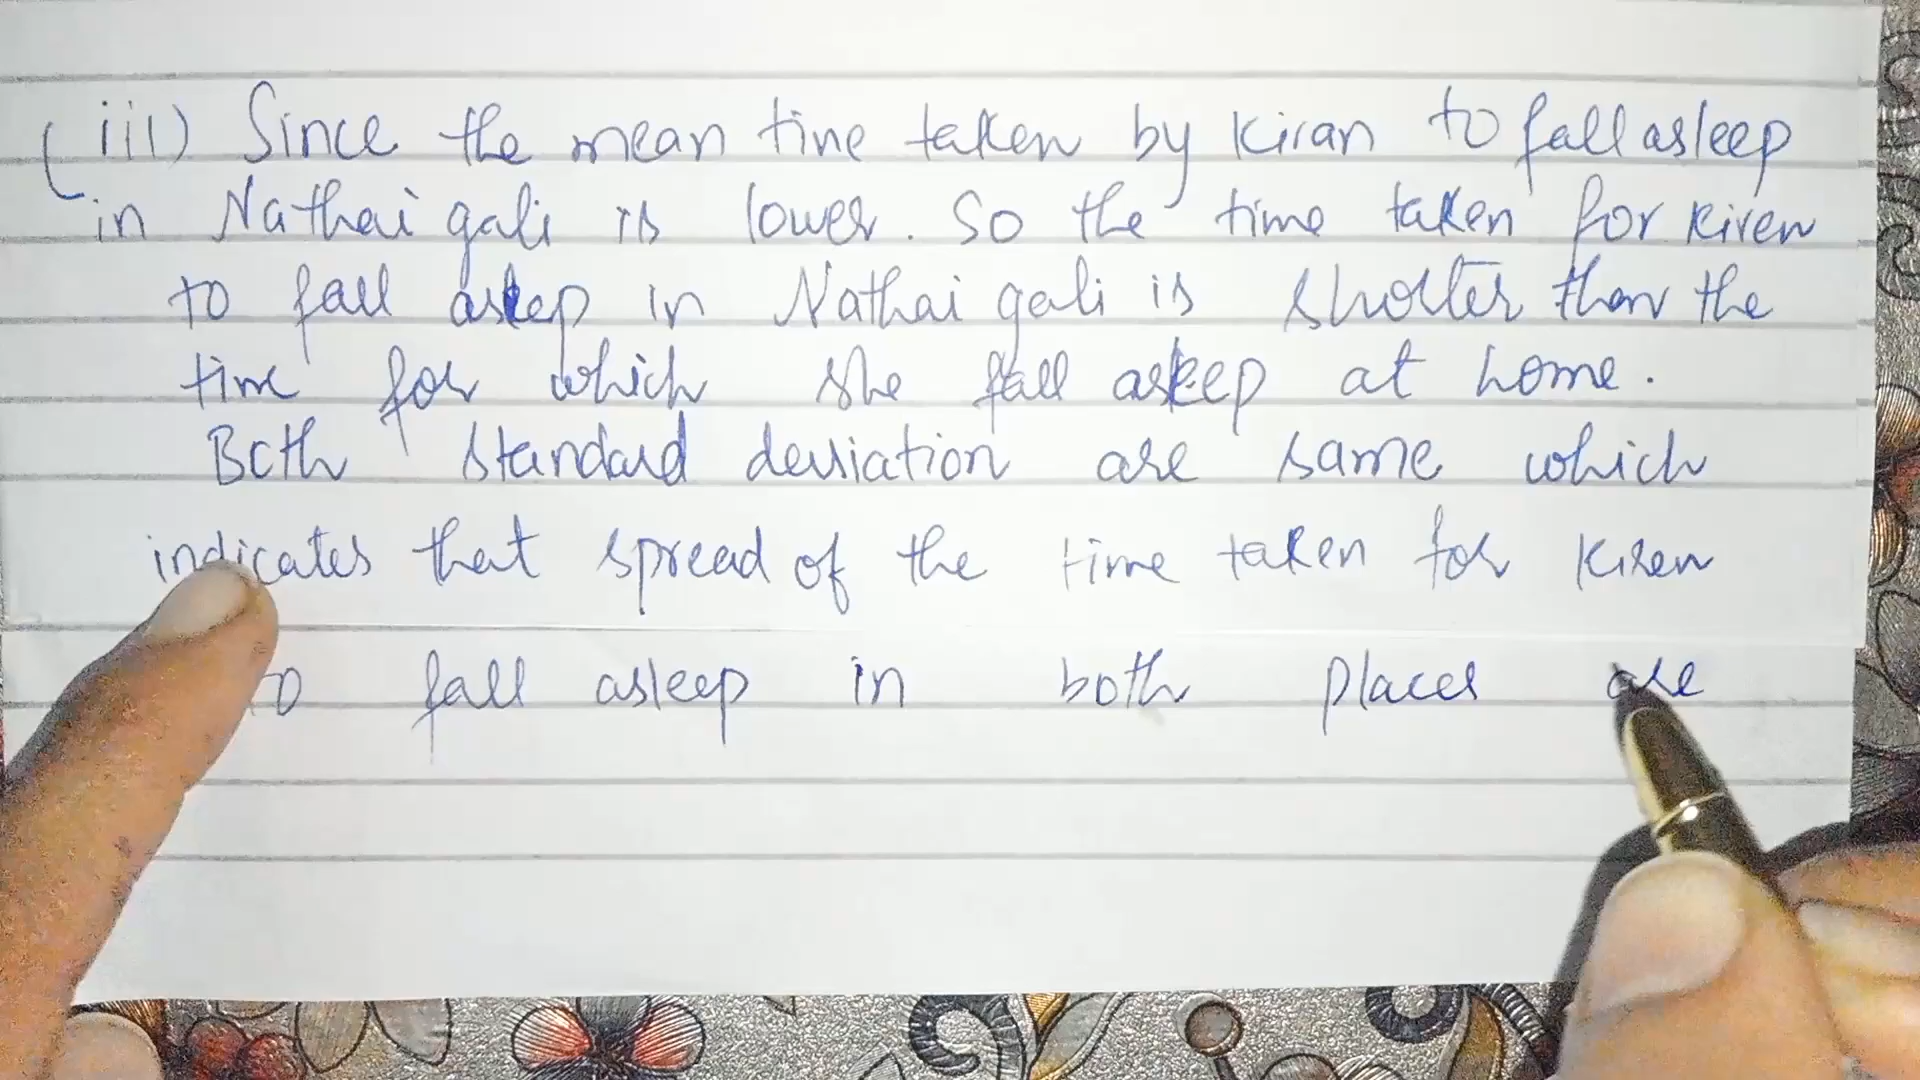 (iii) Since the mean time taken by Kiran to fall asleep
in Nathai gali is lower. So the time taken for Kiren
to fall asleep in Nathai gali is shorter than the
time for which she fall asleep at home.
Both standard deviation are same which
indicates that spread of the time taken for Kiren
to fall asleep in both places are